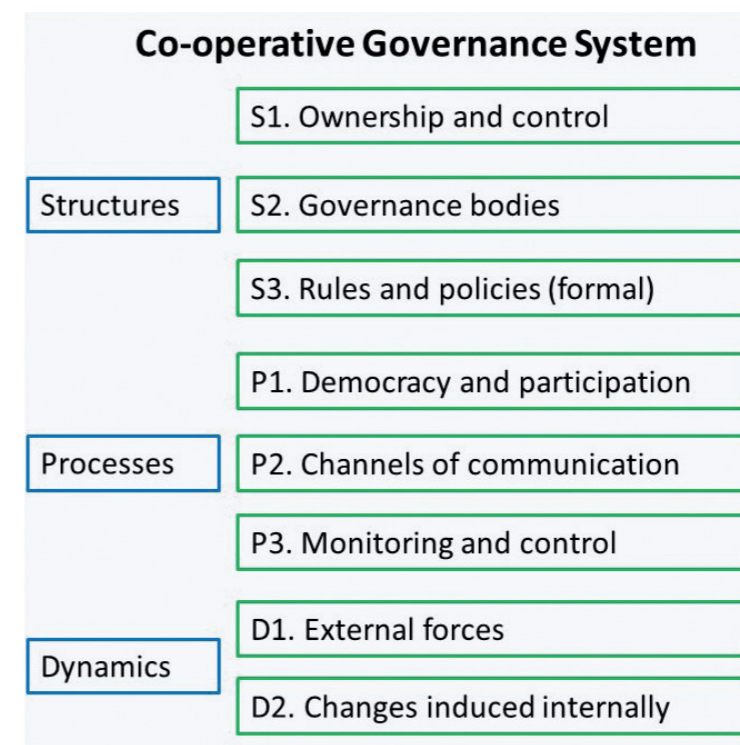 Co-operative Governance System
S1. Ownership and control
Structures
S2. Governance bodies
S3. Rules and policies (formal)
P1. Democracy and participation
Processes
P2. Channels of communication
P3. Monitoring and control
D1. External forces
Dynamics
D2. Changes induced internally